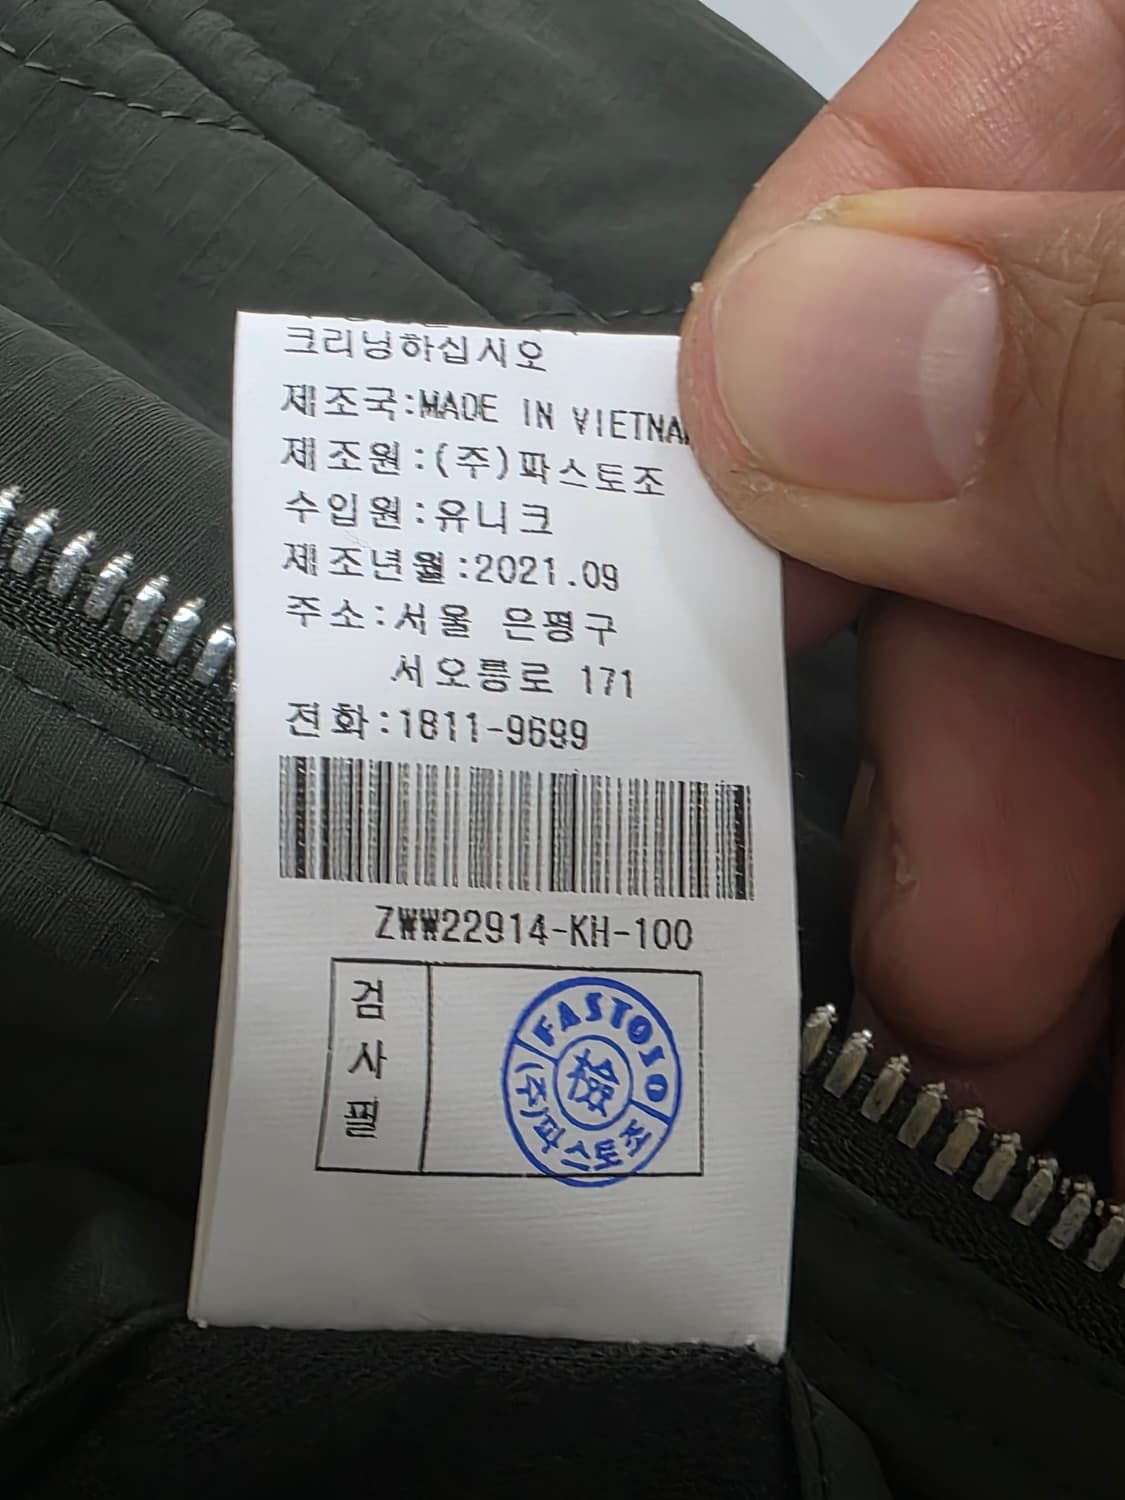 크리닝하십시오
제조국:MADE IN VIETNA
제조원:(주)파스토조
수입원:유니크
제조년월:2021.09
주소:서울 은평구
서오릉로 171
전화:1811-9699
Z₩₩22914-KH-100
검
사
필
FASTOJO
(주)파스토조